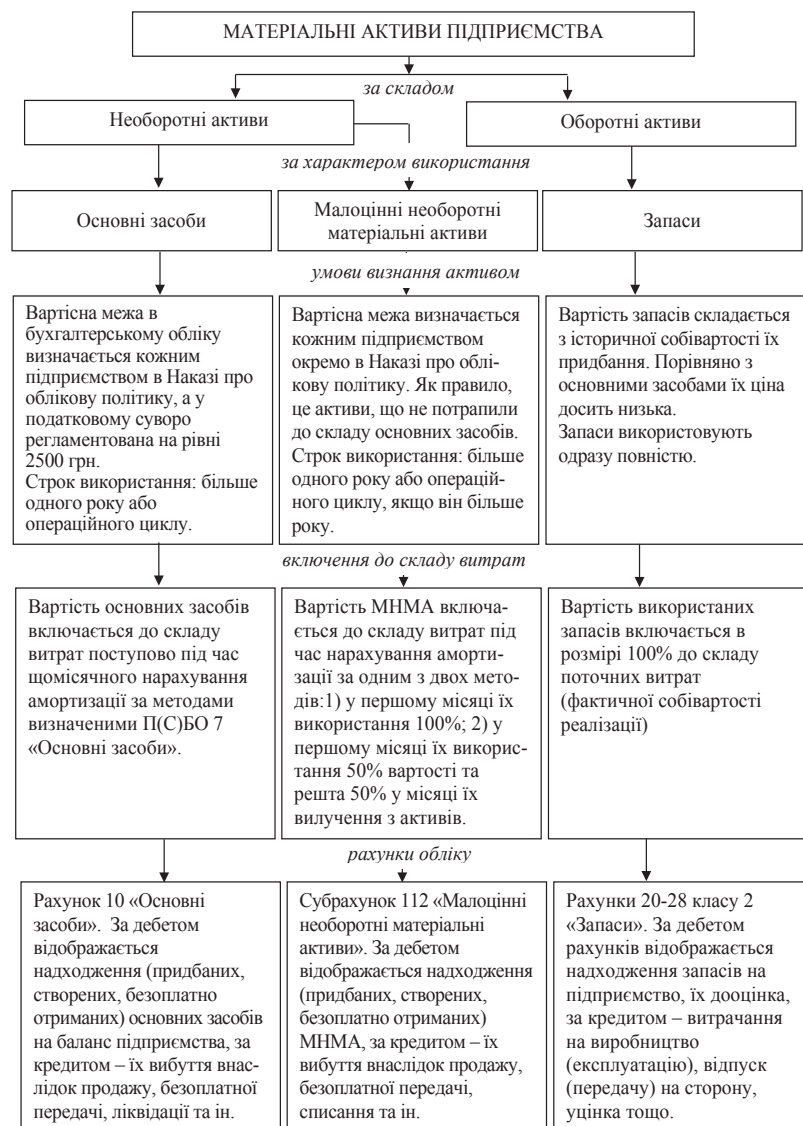 МАТЕРІАЛЬНІ АКТИВИ ПІДПРИЄМСТВА
за складом
Необоротні активи
Оборотні активи
за характером використання
Основні засоби
Малоцінні необоротні
матеріальні активи
Запаси
умови визнання активом
Вартісна межа в
бухгалтерському обліку
визначається кожним
підприємством в Наказі про
облікову політику, а у
податковому суворо
регламентована на рівні
2500 грн.
Строк використання: більше
одного року або
операційного циклу.
Вартісна межа визначається
кожним підприємством
окремо в Наказі про облі-
кову політику. Як правило,
це активи, що не потрапили
до складу основних засобів.
Строк використання: більше
одного року або операцій-
ного циклу, якщо він більше
року.
Вартість запасів складається
з історичної собівартості їх
придбання. Порівняно з
основними засобами їх ціна
досить низька.
Запаси використовують
одразу повністю.
включення до складу витрат
Вартість основних засобів
включається до складу
витрат поступово під час
щомісячного нарахування
амортизації за методами
визначеними П(С)БО 7
«Основні засоби».
Вартість МНМА включа-
ється до складу витрат під
час нарахування аморти-
зації за одним з двох мето-
дів:1) у першому місяці їх
використання 100%; 2) у
першому місяці їх викорис-
тання 50% вартості та
решта 50% у місяці їх
вилучення з активів.
Вартість використаних
запасів включається в
розмірі 100% до складу
поточних витрат
(фактичної собівартості
реалізації)
рахунки обліку
Рахунок 10 «Основні
засоби». За дебетом
відображається
надходження (придбаних,
створених, безоплатно
отриманих) основних засобів
на баланс підприємства, за
кредитом – їх вибуття внас-
лідок продажу, безоплатної
передачі, ліквідації та ін.
Субрахунок 112 «Малоцінні
необоротні матеріальні
активи». За дебетом
відображається надходження
(придбаних, створених,
безоплатно отриманих)
МНМА, за кредитом – їх
вибуття внаслідок продажу,
безоплатної передачі,
списання та ін.
Рахунки 20-28 класу 2
«Запаси». За дебетом
рахунків відображається
надходження запасів на
підприємство, їх дооцінка,
за кредитом – витрачання
на виробництво
(експлуатацію), відпуск
(передачу) на сторону,
уцінка тощо.